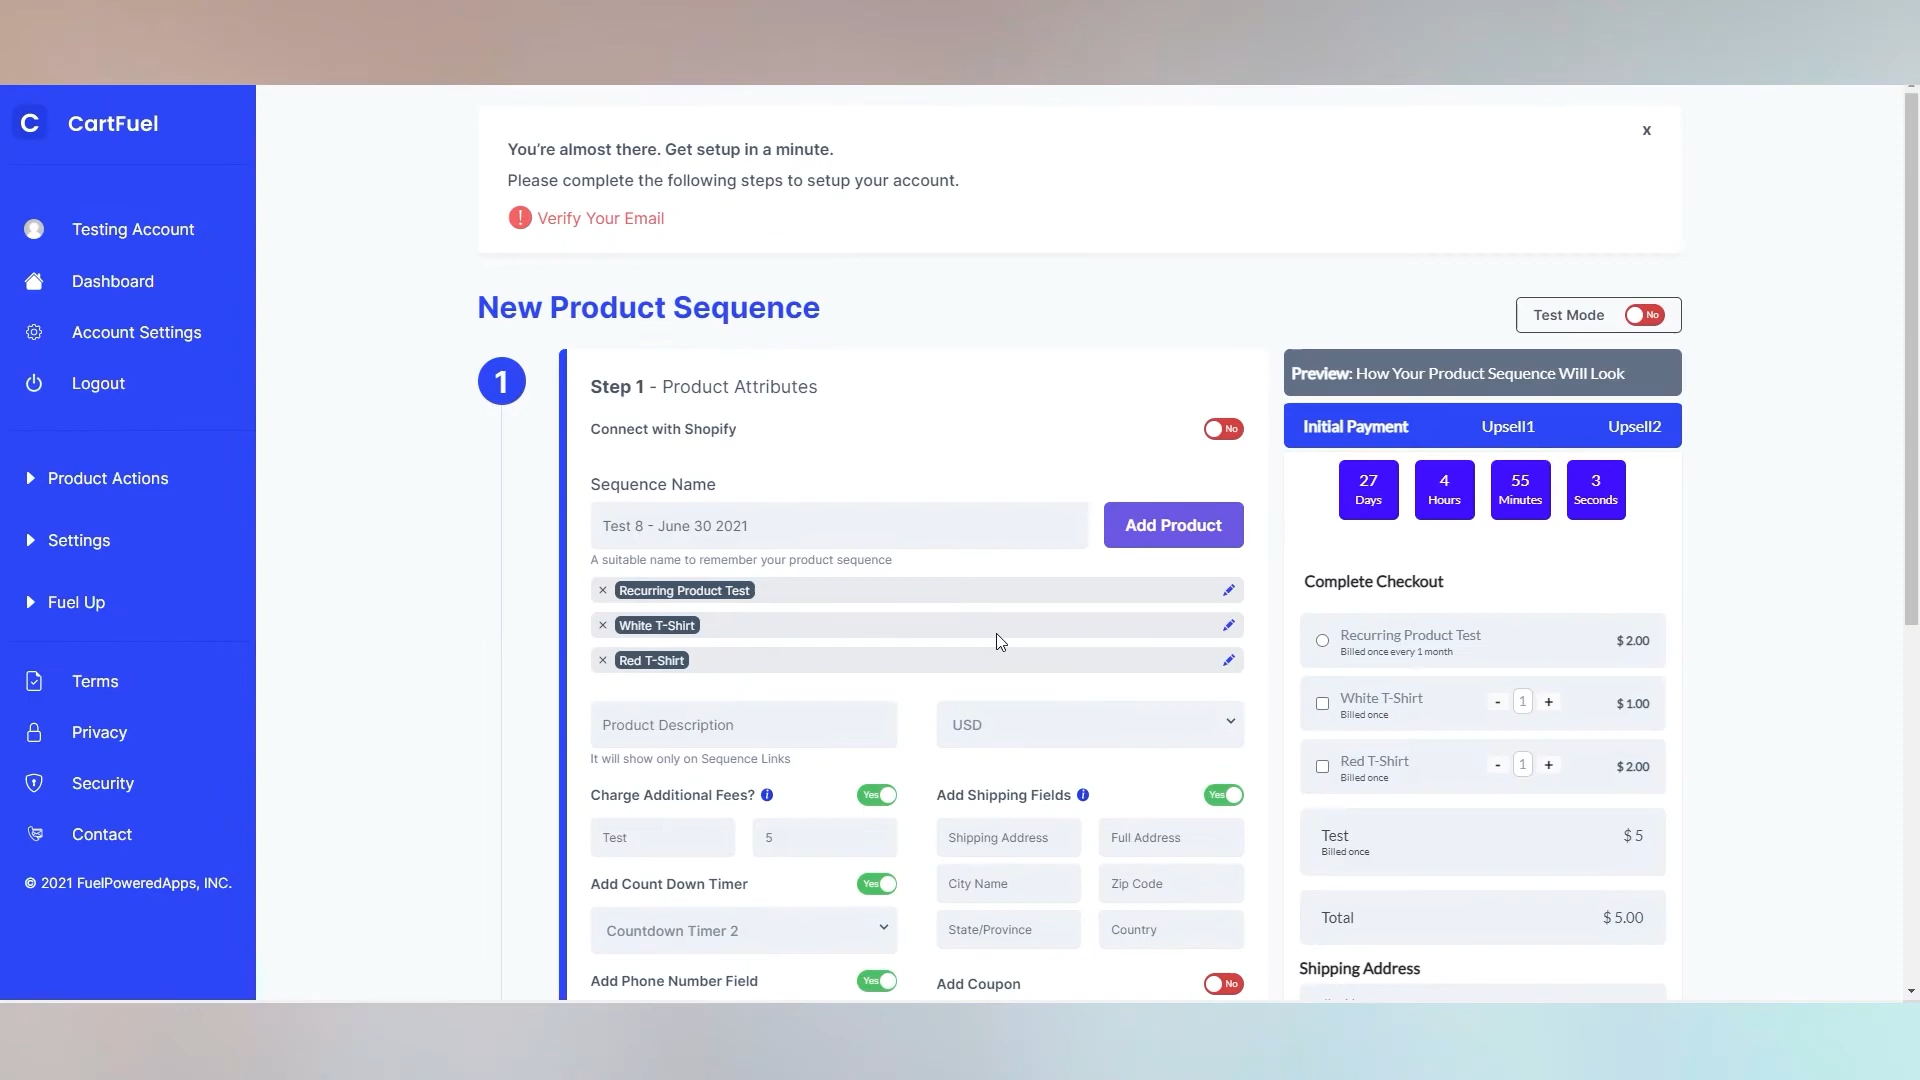 C CartFuel
Testing Account
Dashboard
Account Settings
Logout
Product Actions
Settings
Fuel Up
Terms
Privacy
Security
Contact
© 2021 FuelPoweredApps, INC.
x
You're almost there. Get setup in a minute.
Please complete the following steps to setup your account.
! Verify Your Email
New Product Sequence
Test Mode No
1
Step 1 - Product Attributes
Connect with Shopify No
Sequence Name
Test 8 - June 30 2021
Add Product
A suitable name to remember your product sequence
× Recurring Product Test
× White T-Shirt
× Red T-Shirt
Product Description
USD
It will show only on Sequence Links
Charge Additional Fees? i Yes
Test
5
Add Shipping Fields i Yes
Shipping Address
Full Address
City Name
Zip Code
State/Province
Country
Add Count Down Timer Yes
Countdown Timer 2
Add Phone Number Field Yes
Add Coupon No
Preview: How Your Product Sequence Will Look
Initial Payment Upsell1 Upsell2
27 4 55 3
Days Hours Minutes Seconds
Complete Checkout
Recurring Product Test $ 2.00
Billed once every 1 month
White T-Shirt - 1 + $ 1.00
Billed once
Red T-Shirt - 1 + $ 2.00
Billed once
Test $ 5
Billed once
Total $ 5.00
Shipping Address